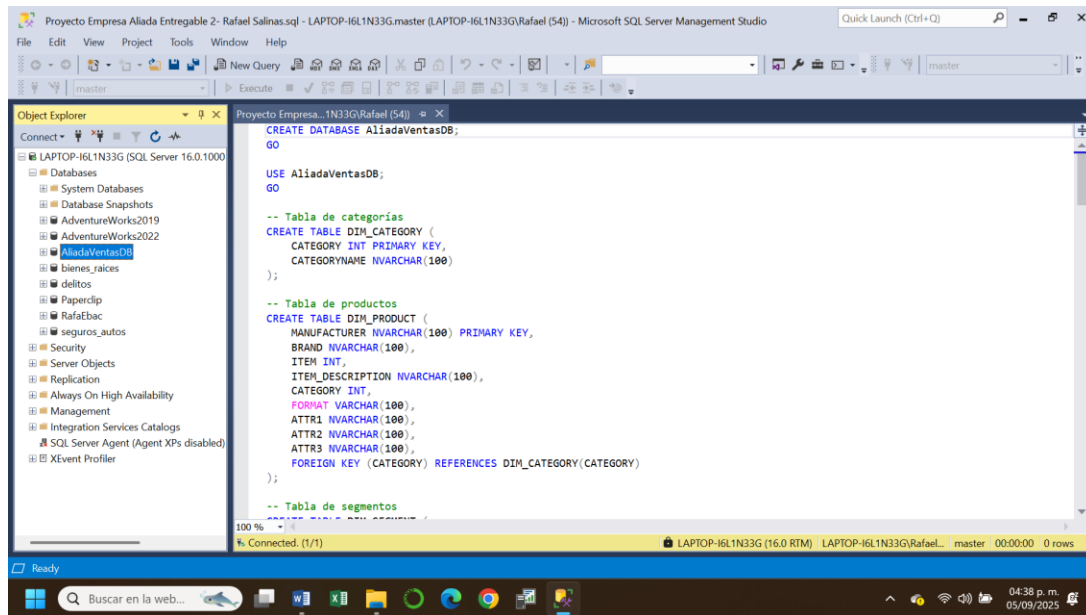 Proyecto Empresa Aliada Entregable 2- Rafael Salinas.sql - LAPTOP-I6L1N33G.master (LAPTOP-I6L1N33G\Rafael (54)) - Microsoft SQL Server Management Studio
Quick Launch (Ctrl+Q)
File Edit View Project Tools Window Help
New Query
master
master
Execute
Object Explorer
Connect
LAPTOP-I6L1N33G (SQL Server 16.0.1000
Databases
System Databases
Database Snapshots
AdventureWorks2019
AdventureWorks2022
AliadaVentasDB
bienes_raices
delitos
Paperclip
RafaEbac
seguros_autos
Security
Server Objects
Replication
Always On High Availability
Management
Integration Services Catalogs
SQL Server Agent (Agent XPs disabled)
XEvent Profiler
Proyecto Empresa...1N33G\Rafael (54))
CREATE DATABASE AliadaVentasDB;
GO
USE AliadaVentasDB;
GO
-- Tabla de categorías
CREATE TABLE DIM_CATEGORY (
CATEGORY INT PRIMARY KEY,
CATEGORYNAME NVARCHAR(100)
);
-- Tabla de productos
CREATE TABLE DIM_PRODUCT (
MANUFACTURER NVARCHAR(100) PRIMARY KEY,
BRAND NVARCHAR(100),
ITEM INT,
ITEM_DESCRIPTION NVARCHAR(100),
CATEGORY INT,
FORMAT VARCHAR(100),
ATTR1 NVARCHAR(100),
ATTR2 NVARCHAR(100),
ATTR3 NVARCHAR(100),
FOREIGN KEY (CATEGORY) REFERENCES DIM_CATEGORY(CATEGORY)
);
-- Tabla de segmentos
CREATE TABLE DIM_SEGMENT (
100 %
Connected. (1/1)
LAPTOP-I6L1N33G (16.0 RTM) LAPTOP-I6L1N33G\Rafael... master 00:00:00 0 rows
Ready
Buscar en la web...
04:38 p. m.
05/09/2025